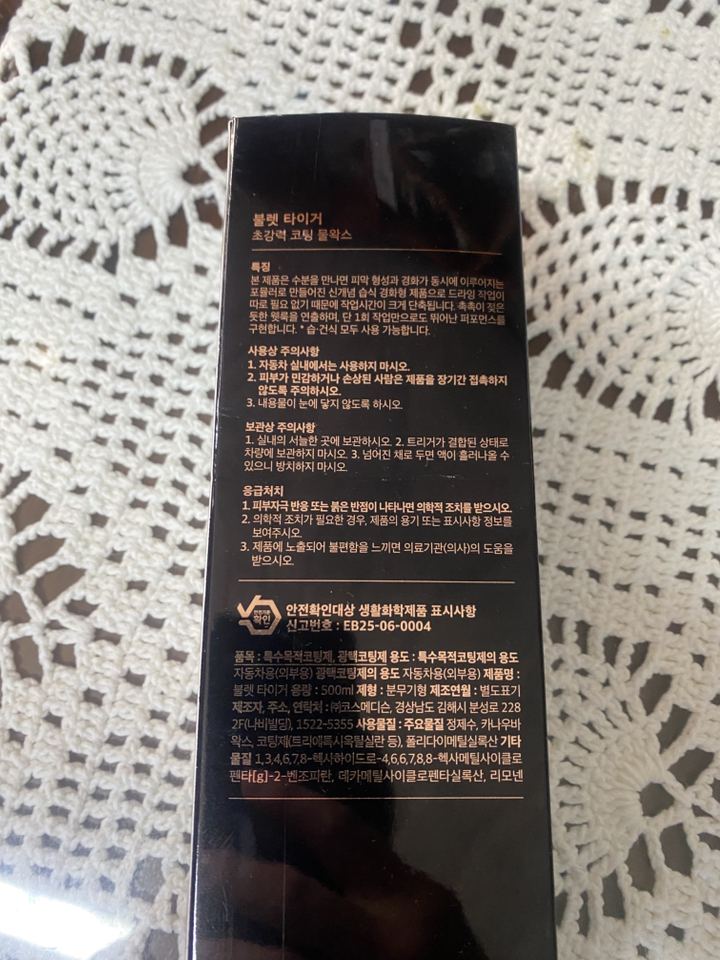 불렛 타이거
초강력 코팅 물왁스
특징
본 제품은 수분을 만나면 피막 형성과 경화가 동시에 이루어지는
포뮬러로 만들어진 신개념 습식 경화형 제품으로 드라잉 작업이
따로 필요 없기 때문에 작업시간이 크게 단축됩니다. 촉촉이 젖은
듯한 웻룩을 연출하며, 단 1회 작업만으로도 뛰어난 퍼포먼스를
구현합니다. * 습·건식 모두 사용 가능합니다.
사용상 주의사항
1. 자동차 실내에서는 사용하지 마시오.
2. 피부가 민감하거나 손상된 사람은 제품을 장기간 접촉하지
않도록 주의하시오.
3. 내용물이 눈에 닿지 않도록 하시오.
보관상 주의사항
1. 실내의 서늘한 곳에 보관하시오. 2. 트리거가 결합된 상태로
차량에 보관하지 마시오. 3. 넘어진 채로 두면 액이 흘러나올 수
있으니 방치하지 마시오.
응급처치
1. 피부자극 반응 또는 붉은 반점이 나타나면 의학적 조치를 받으시오.
2. 의학적 조치가 필요한 경우, 제품의 용기 또는 표시사항 정보를
보여주시오.
3. 제품에 노출되어 불편함을 느끼면 의료기관(의사)의 도움을
받으시오.
확인
안전확인대상 생활화학제품 표시사항
신고번호 : EB25-06-0004
품목 : 특수목적코팅제, 광택코팅제 용도 : 특수목적코팅제의 용도
자동차용(외부용) 광택코팅제의 용도 자동차용(외부용) 제품명 :
불렛 타이거 용량 : 500ml 제형 : 분무기형 제조연월 : 별도표기
제조자, 주소, 연락처 : ㈜코스메디슨, 경상남도 김해시 분성로 228
2F(나비빌딩), 1522-5355 사용물질 : 주요물질 정제수, 카나우바
왁스, 코팅제(트리에톡시옥틸실란 등), 폴리다이메틸실록산 기타
물질 1,3,4,6,7,8-헥사하이드로-4,6,6,7,8,8-헥사메틸사이클로
펜타[g]-2-벤조피란, 데카메틸사이클로펜타실록산, 리모넨